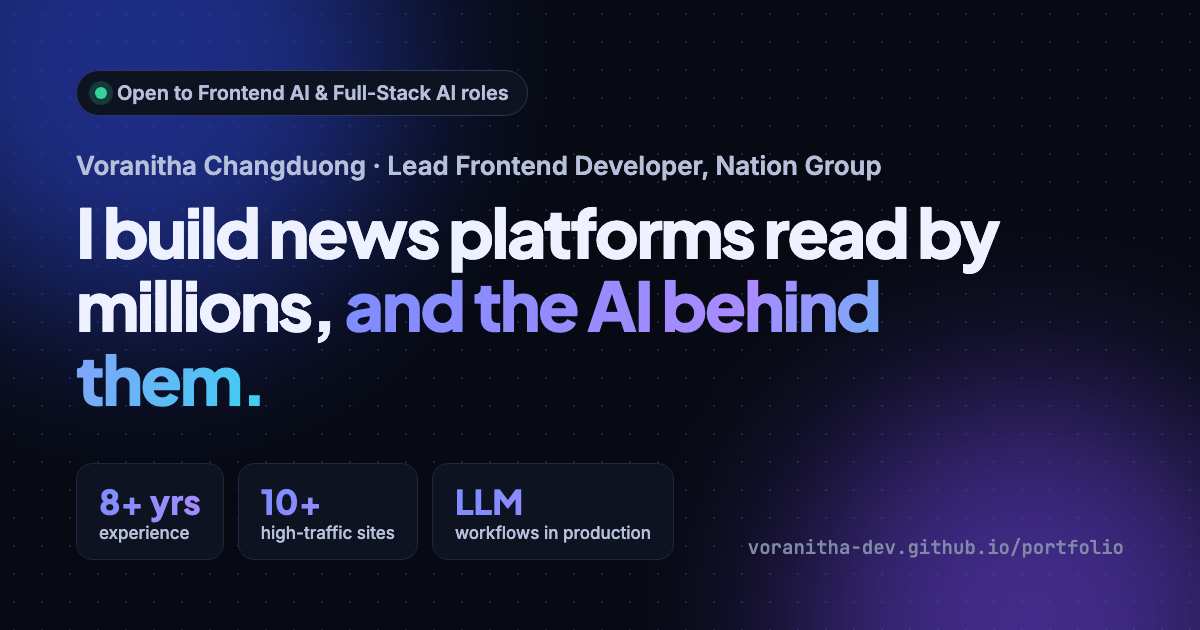 Open to Frontend AI & Full-Stack AI roles
Voranitha Changduong · Lead Frontend Developer, Nation Group
I build news platforms read by
millions, and the AI behind
them.
8+ yrs
experience
10+
high-traffic sites
LLM
workflows in production
voranitha-dev.github.io/portfolio